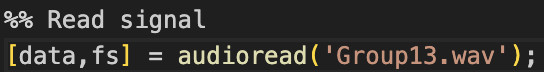 %% Read signal
[data,fs] = audioread('Group13.wav');